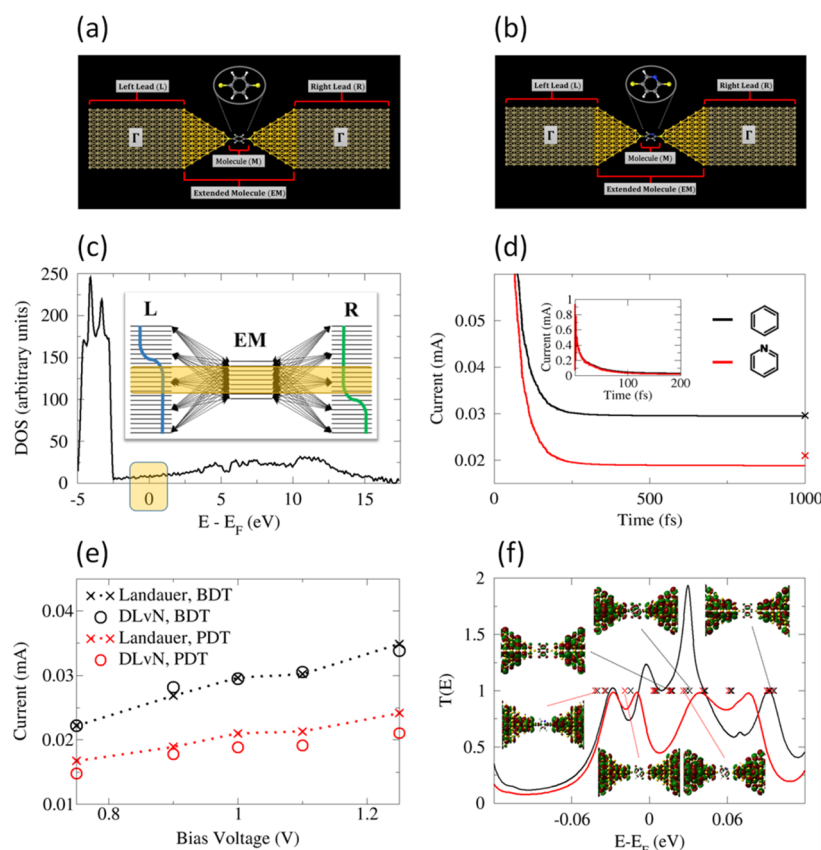 (a)
(b)
Left Lead (L)
Right Lead (R)
Γ
Γ
Molecule (M)
Extended Molecule (EM)
Left Lead (L)
Right Lead (R)
Γ
Γ
Molecule (M)
Extended Molecule (EM)
(c)
(d)
250
200
150
100
50
0
DOS (arbitrary units)
L
EM
R
-5
0
5
10
15
E - E_F (eV)
0.05
0.04
0.03
0.02
Current (mA)
1
0.8
0.6
0.4
0.2
0
Current (mA)
100
200
Time (fs)
N
0
500
1000
Time (fs)
(e)
(f)
0.04
0.03
0.02
0.01
Current (mA)
Landauer, BDT
DLvN, BDT
Landauer, PDT
DLvN, PDT
0.8
1
1.2
Bias Voltage (V)
2
1.5
1
0.5
0
T(E)
-0.06
0
0.06
E-E_F (eV)